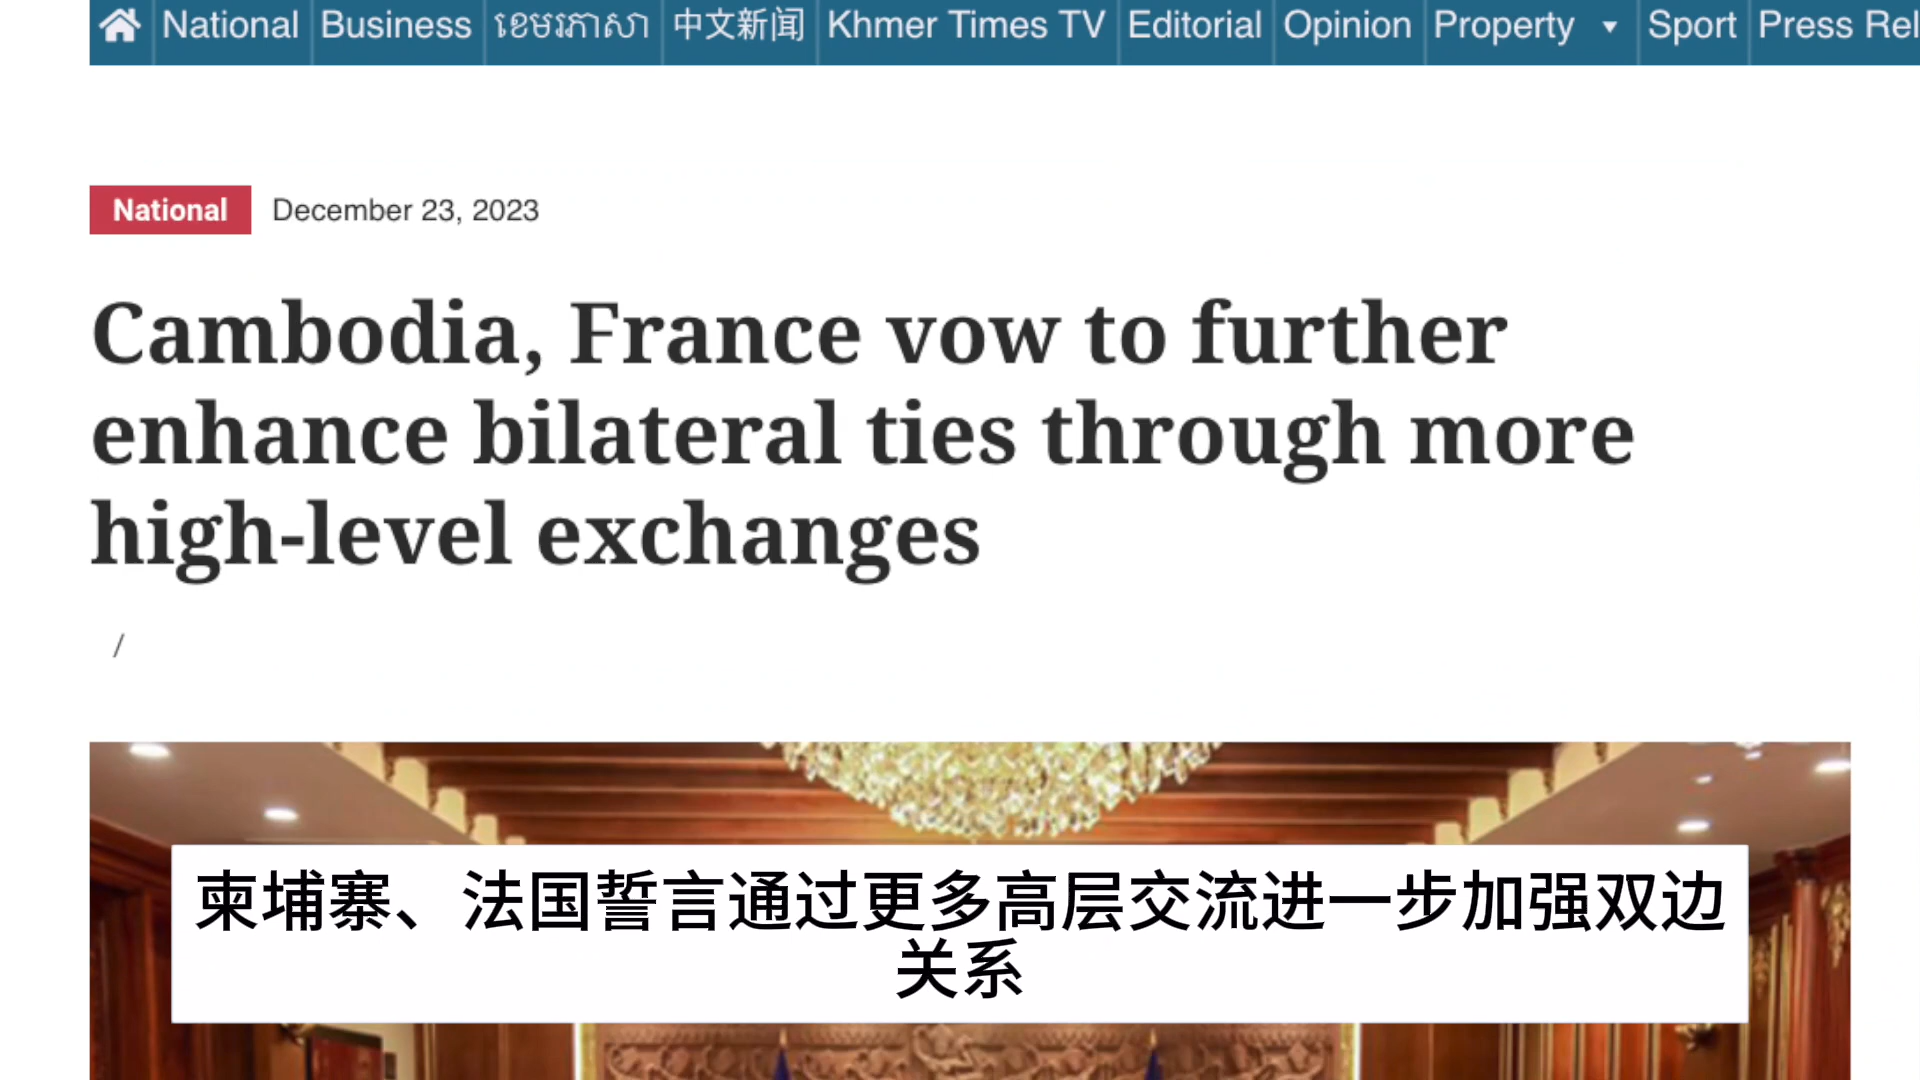 National Business ខេមរភាសា 中文新闻 Khmer Times TV Editorial Opinion Property Sport Press Rel
National December 23, 2023
Cambodia, France vow to further
enhance bilateral ties through more
high-level exchanges
/
柬埔寨、法国誓言通过更多高层交流进一步加强双边
关系